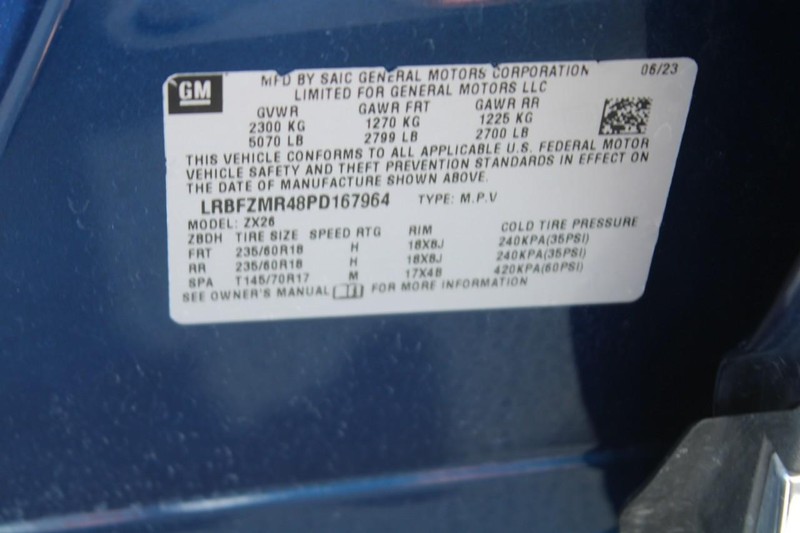 GM
MFD BY SAIC GENERAL MOTORS CORPORATION 06/23
LIMITED FOR GENERAL MOTORS LLC
GVWR GAWR FRT GAWR RR
2300 KG 1270 KG 1225 KG
5070 LB 2799 LB 2700 LB
THIS VEHICLE CONFORMS TO ALL APPLICABLE U.S. FEDERAL MOTOR
VEHICLE SAFETY AND THEFT PREVENTION STANDARDS IN EFFECT ON
THE DATE OF MANUFACTURE SHOWN ABOVE.
LRBFZMR48PD167964 TYPE: M.P.V
MODEL: ZX26
ZBDH TIRE SIZE SPEED RTG RIM COLD TIRE PRESSURE
FRT 235/60R18 H 18X8J 240KPA(35PSI)
RR 235/60R18 H 18X8J 240KPA(35PSI)
SPA T145/70R17 M 17X4B 420KPA(60PSI)
SEE OWNER'S MANUAL FOR MORE INFORMATION